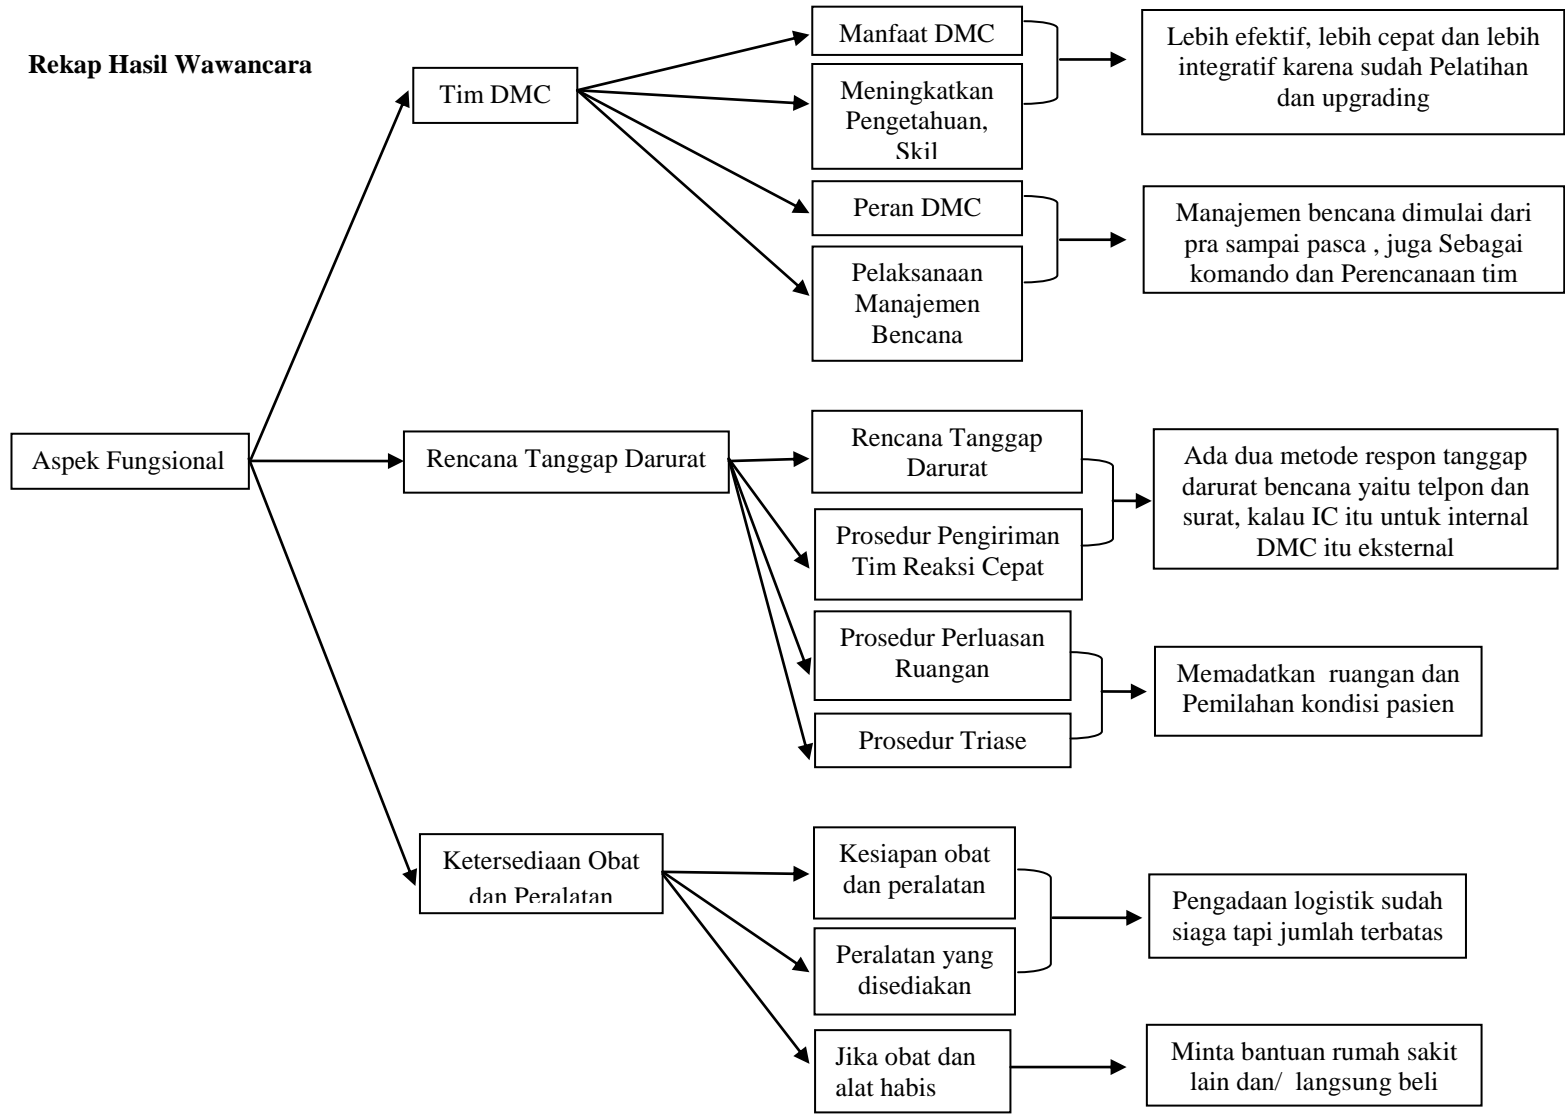 Rekap Hasil Wawancara
Aspek Fungsional
Tim DMC
Manfaat DMC
Meningkatkan
Pengetahuan,
Skil
Lebih efektif, lebih cepat dan lebih
integratif karena sudah Pelatihan
dan upgrading
Peran DMC
Pelaksanaan
Manajemen
Bencana
Manajemen bencana dimulai dari
pra sampai pasca , juga Sebagai
komando dan Perencanaan tim
Rencana Tanggap Darurat
Rencana Tanggap
Darurat
Prosedur Pengiriman
Tim Reaksi Cepat
Ada dua metode respon tanggap
darurat bencana yaitu telpon dan
surat, kalau IC itu untuk internal
DMC itu eksternal
Prosedur Perluasan
Ruangan
Prosedur Triase
Memadatkan  ruangan dan
Pemilahan kondisi pasien
Ketersediaan Obat
dan Peralatan
Kesiapan obat
dan peralatan
Peralatan yang
disediakan
Pengadaan logistik sudah
siaga tapi jumlah terbatas
Jika obat dan
alat habis
Minta bantuan rumah sakit
lain dan/  langsung beli